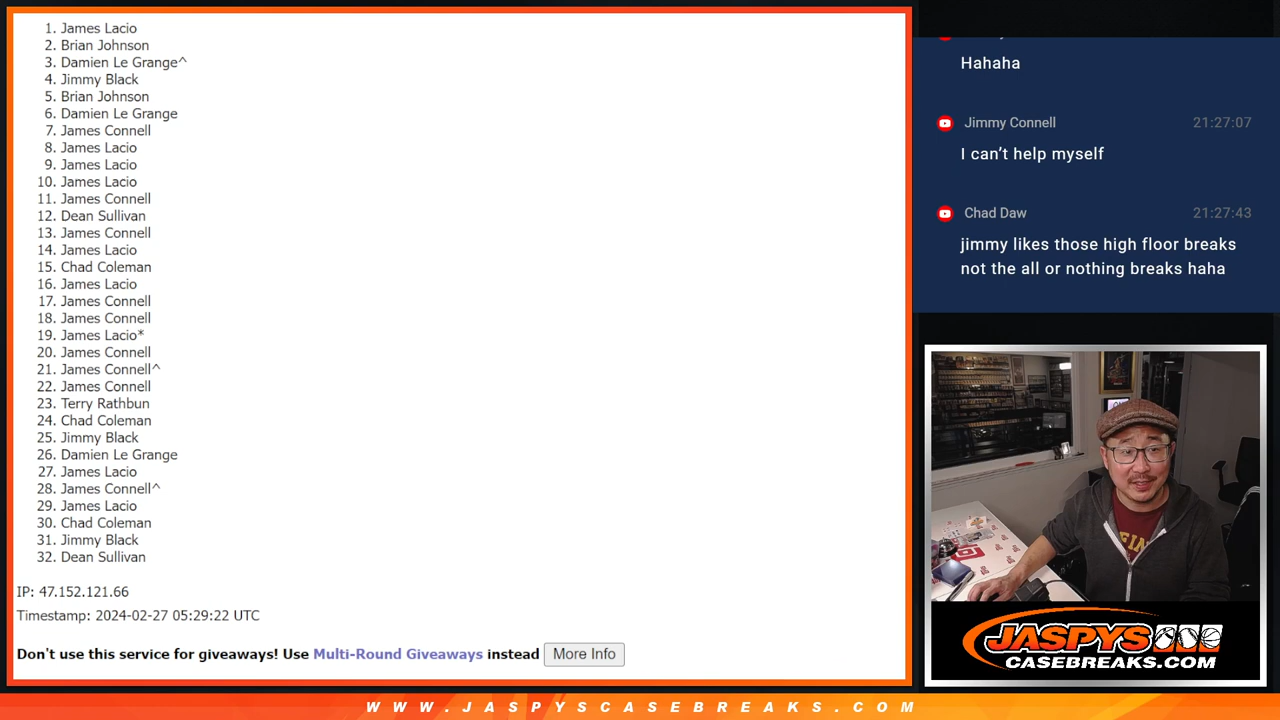 1. James Lacio
2. Brian Johnson
3. Damien Le Grange^
4. Jimmy Black
5. Brian Johnson
6. Damien Le Grange
7. James Connell
8. James Lacio
9. James Lacio
10. James Lacio
11. James Connell
12. Dean Sullivan
13. James Connell
14. James Lacio
15. Chad Coleman
16. James Lacio
17. James Connell
18. James Connell
19. James Lacio*
20. James Connell
21. James Connell^
22. James Connell
23. Terry Rathbun
24. Chad Coleman
25. Jimmy Black
26. Damien Le Grange
27. James Lacio
28. James Connell^
29. James Lacio
30. Chad Coleman
31. Jimmy Black
32. Dean Sullivan
IP: 47.152.121.66
Timestamp: 2024-02-27 05:29:22 UTC
Don't use this service for giveaways! Use Multi-Round Giveaways instead More Info
Hahaha
Jimmy Connell 21:27:07
I can't help myself
Chad Daw 21:27:43
jimmy likes those high floor breaks
not the all or nothing breaks haha
JASPYS
CASEBREAKS.COM
WWW.JASPYSCASEBREAKS.COM